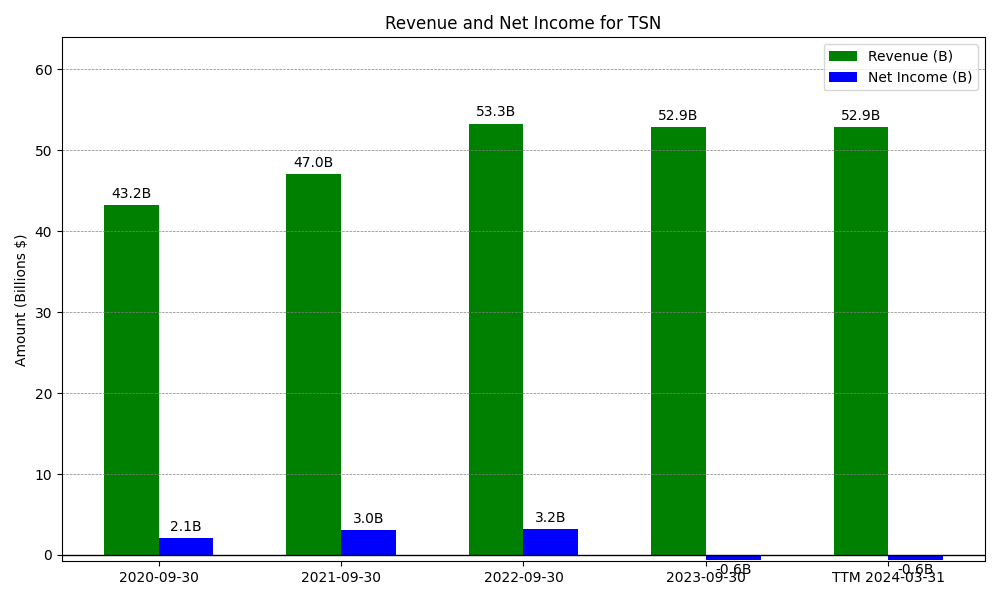 Revenue and Net Income for TSN
Revenue (B)
Net Income (B)
Amount (Billions $)
60
50
40
30
20
10
0
43.2B
2.1B
47.0B
3.0B
53.3B
3.2B
52.9B
-0.6B
52.9B
-0.6B
2020-09-30
2021-09-30
2022-09-30
2023-09-30
TTM 2024-03-31